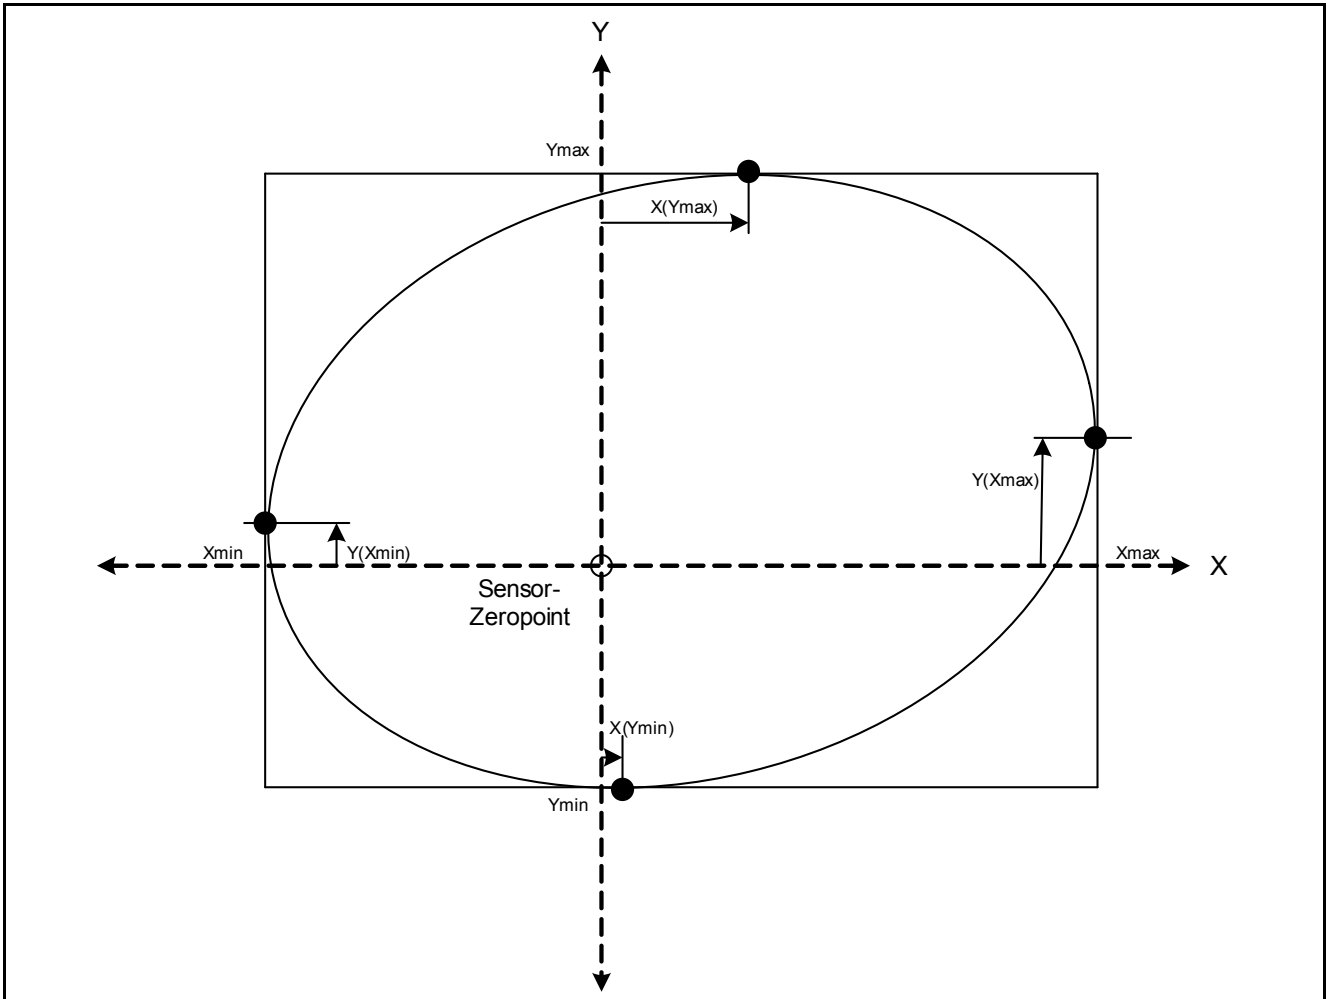 Y
Ymax
X(Ymax)
Y(Xmax)
Xmin
Y(Xmin)
Xmax
X
Sensor-
Zeropoint
X(Ymin)
Ymin